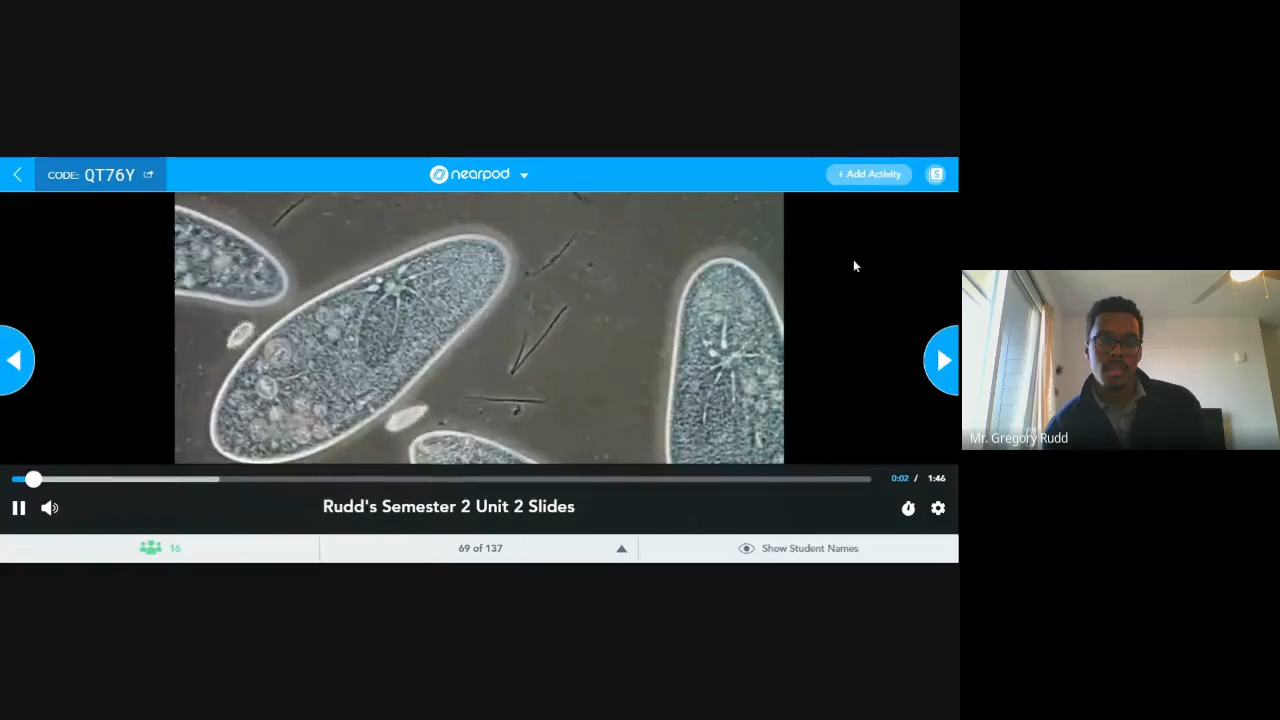 CODE: QT76Y
nearpod
+ Add Activity
S
Mr. Gregory Rudd
0:02 / 1:46
Rudd's Semester 2 Unit 2 Slides
16
69 of 137
Show Student Names